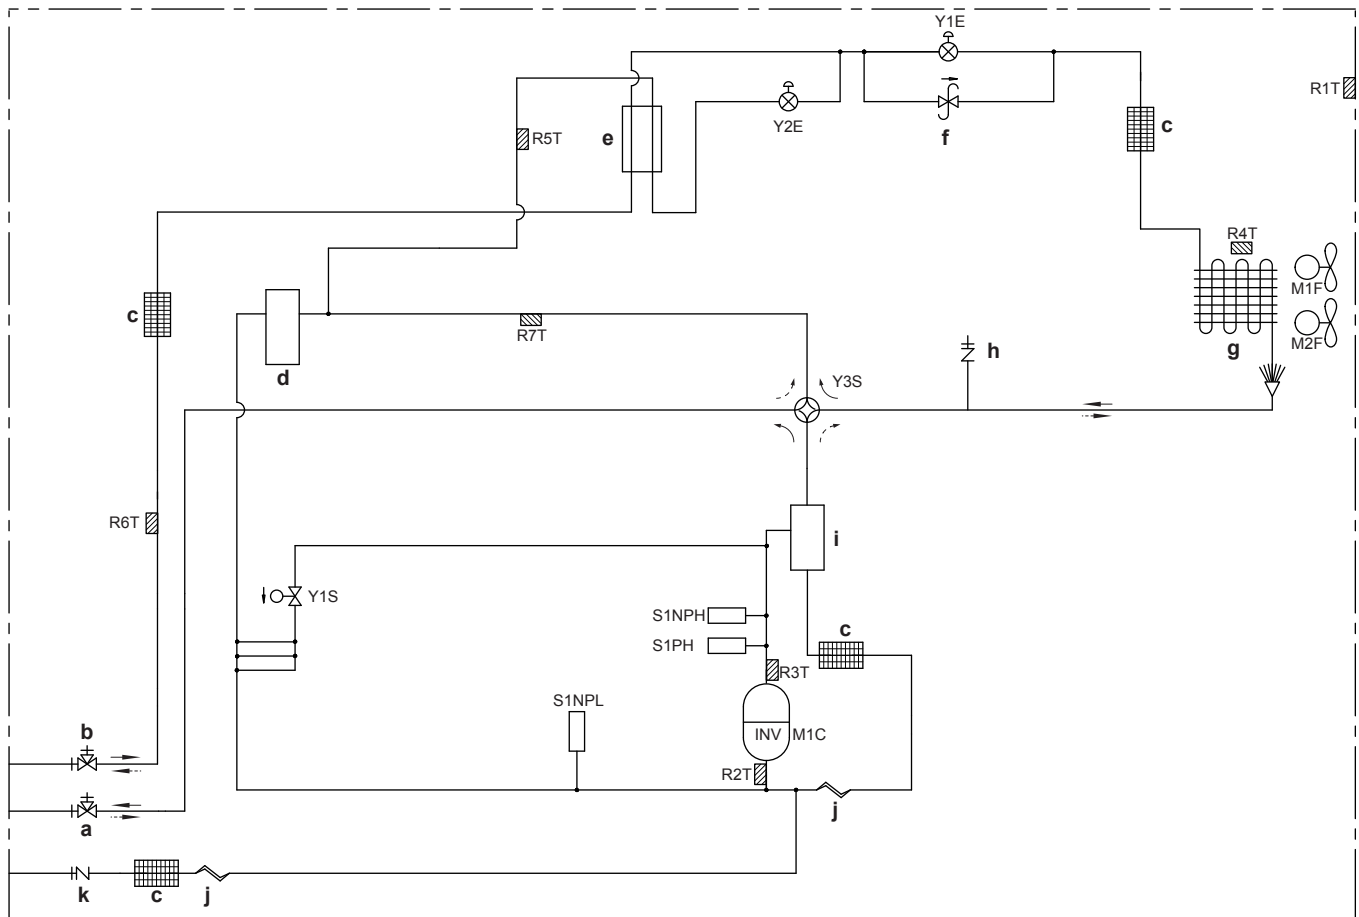 Y1E
R1T
Y2E
f
c
R5T
e
R4T
M1F
c
R7T
M2F
g
h
d
Y3S
R6T
i
Y1S
S1NPH
c
S1PH
R3T
S1NPL
b
INV
M1C
R2T
a
j
k
c
j